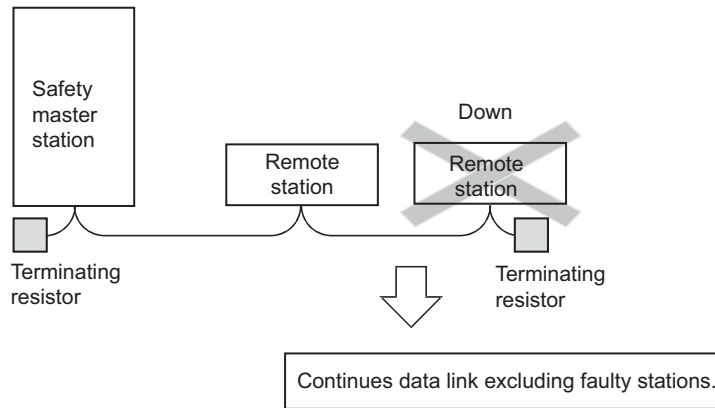 Safety
master
station
Down
Remote
station
Remote
station
Terminating
resistor
Terminating
resistor
Continues data link excluding faulty stations.